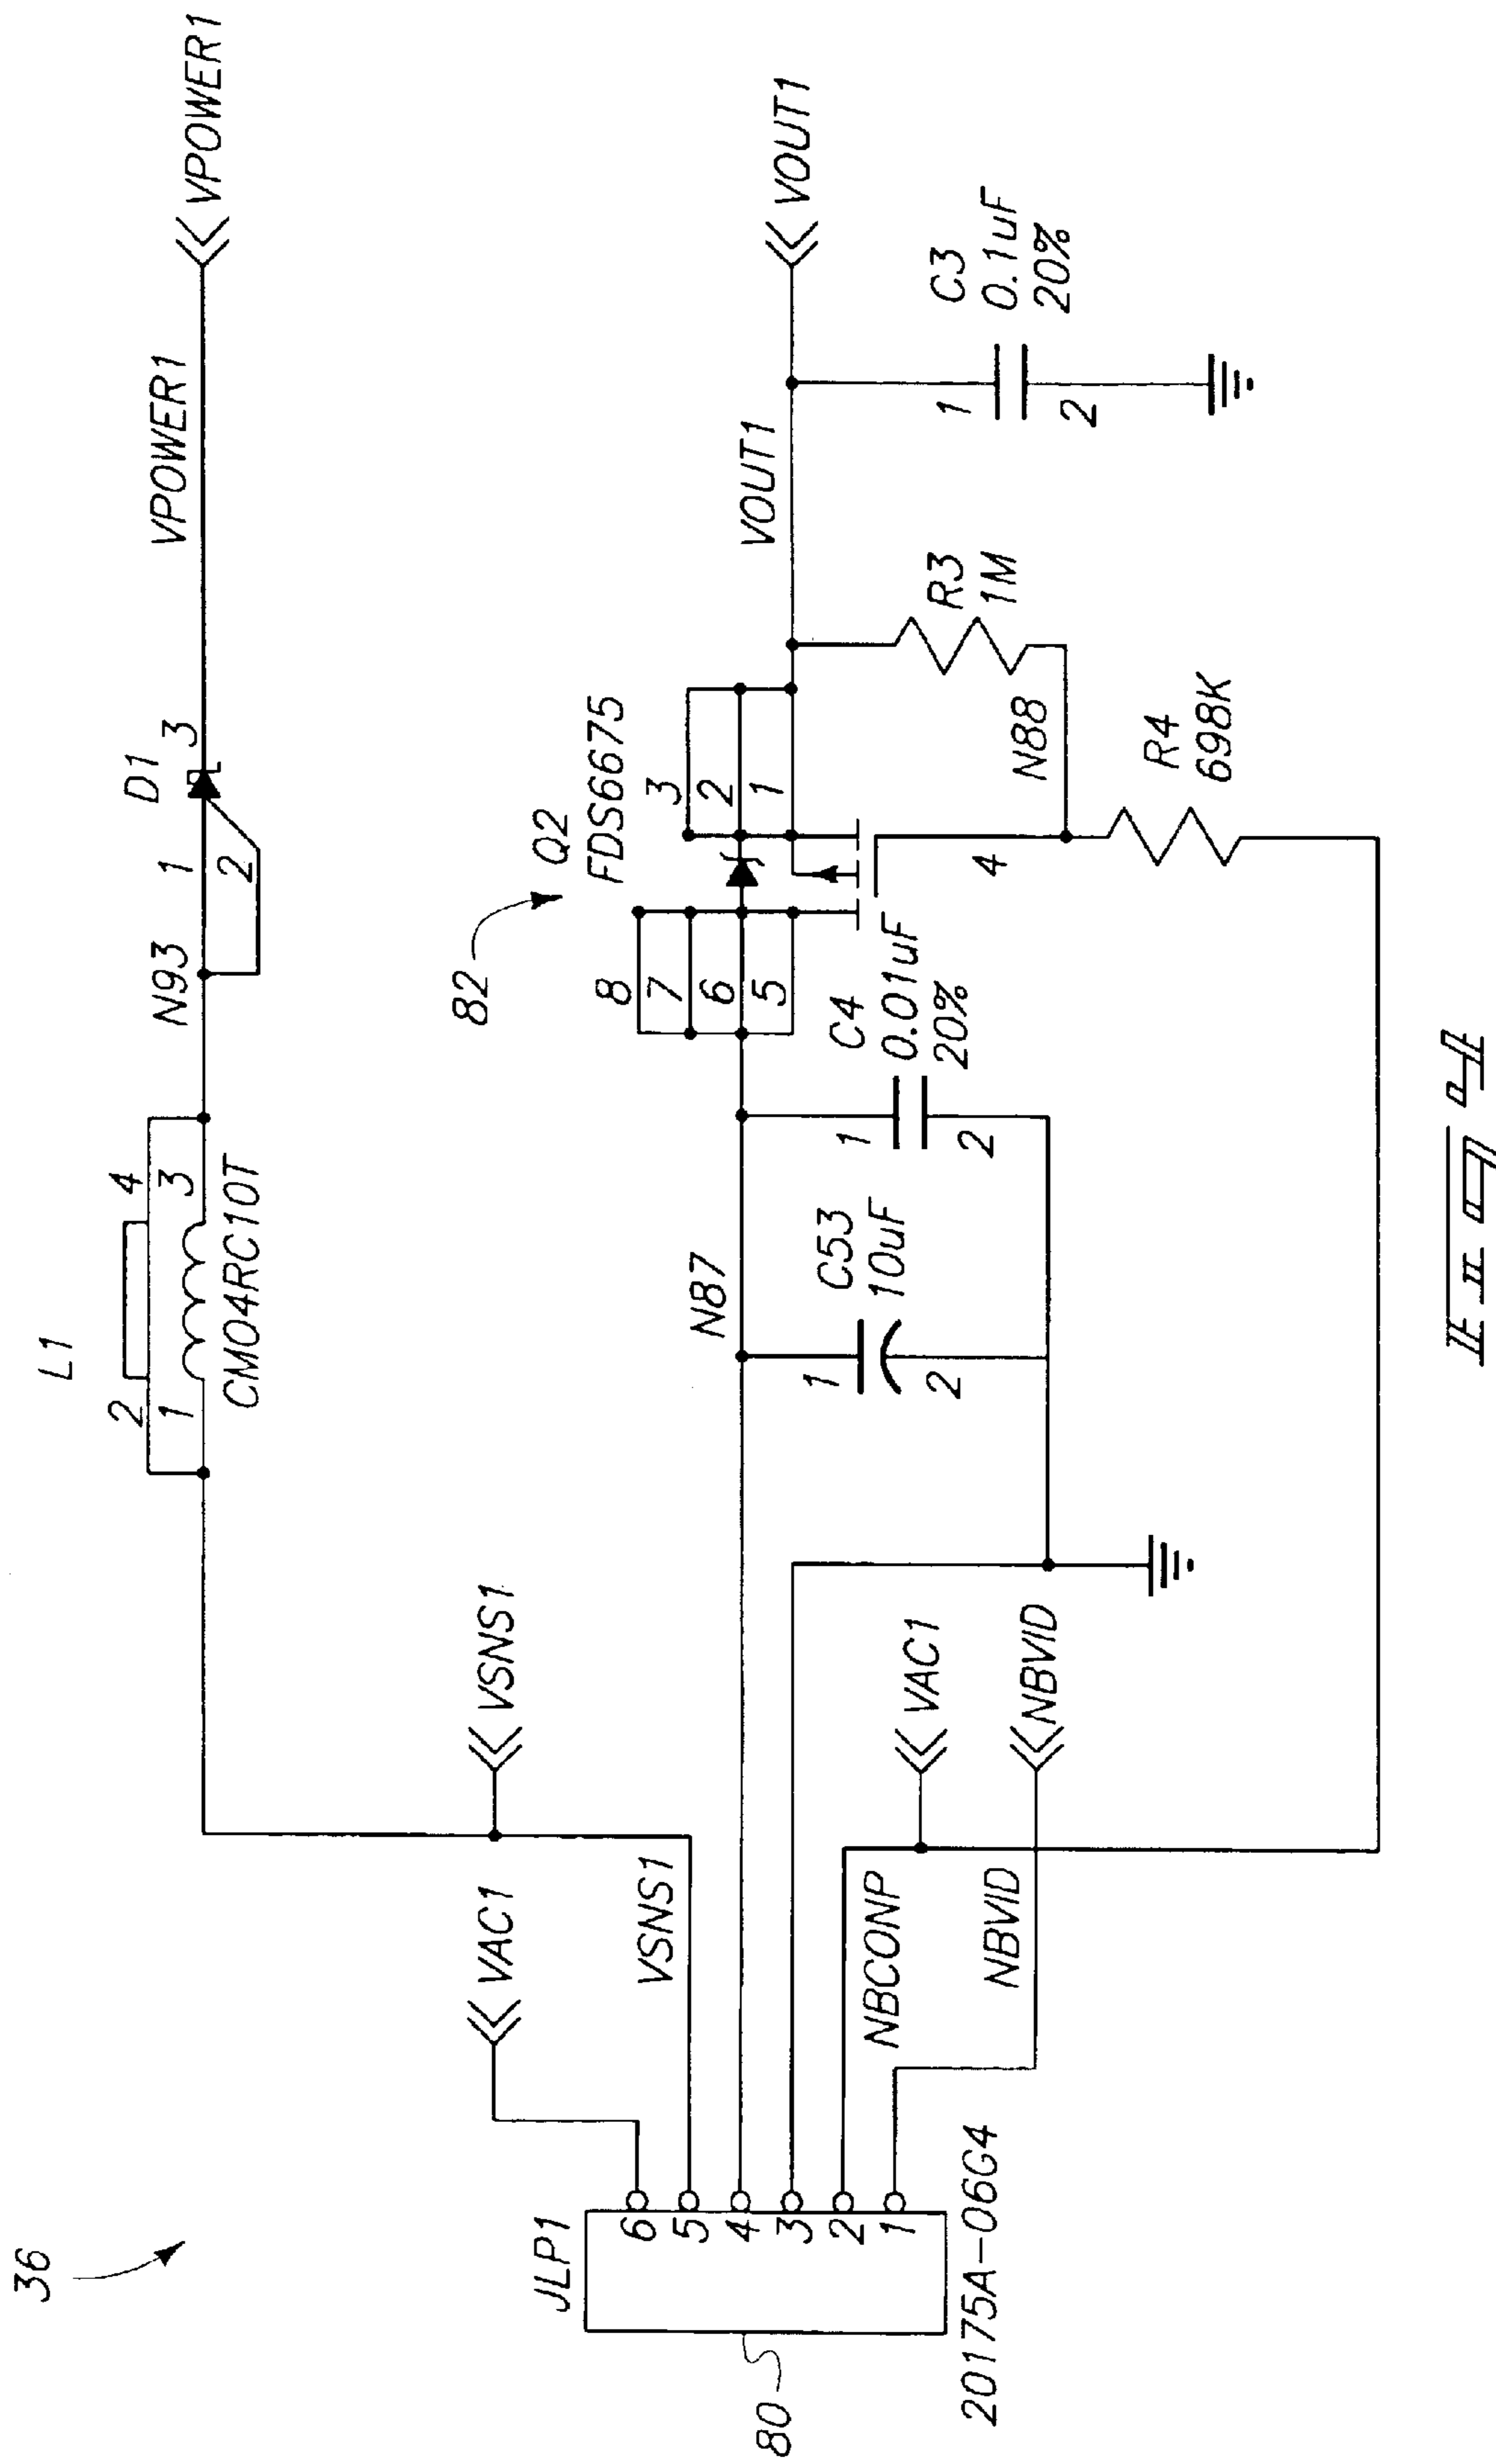 36
JLP1
6
5
4
3
2
1
20175A-06G4
80
VAC1
VSNS1
VSNS1
NBCONP
NBVID
VAC1
NBVID
L1
2
4
1
3
CM04RC10T
N93
D1
1
2
3
VPOWER1
VPOWER1
N87
C53
10uF
1
2
C4
0.01uF
20%
1
2
82
Q2
FDS6675
8
7
6
5
3
2
1
4
N88
R3
1M
R4
698K
VOUT1
VOUT1
C3
0.1uF
20%
1
2
FIG 4